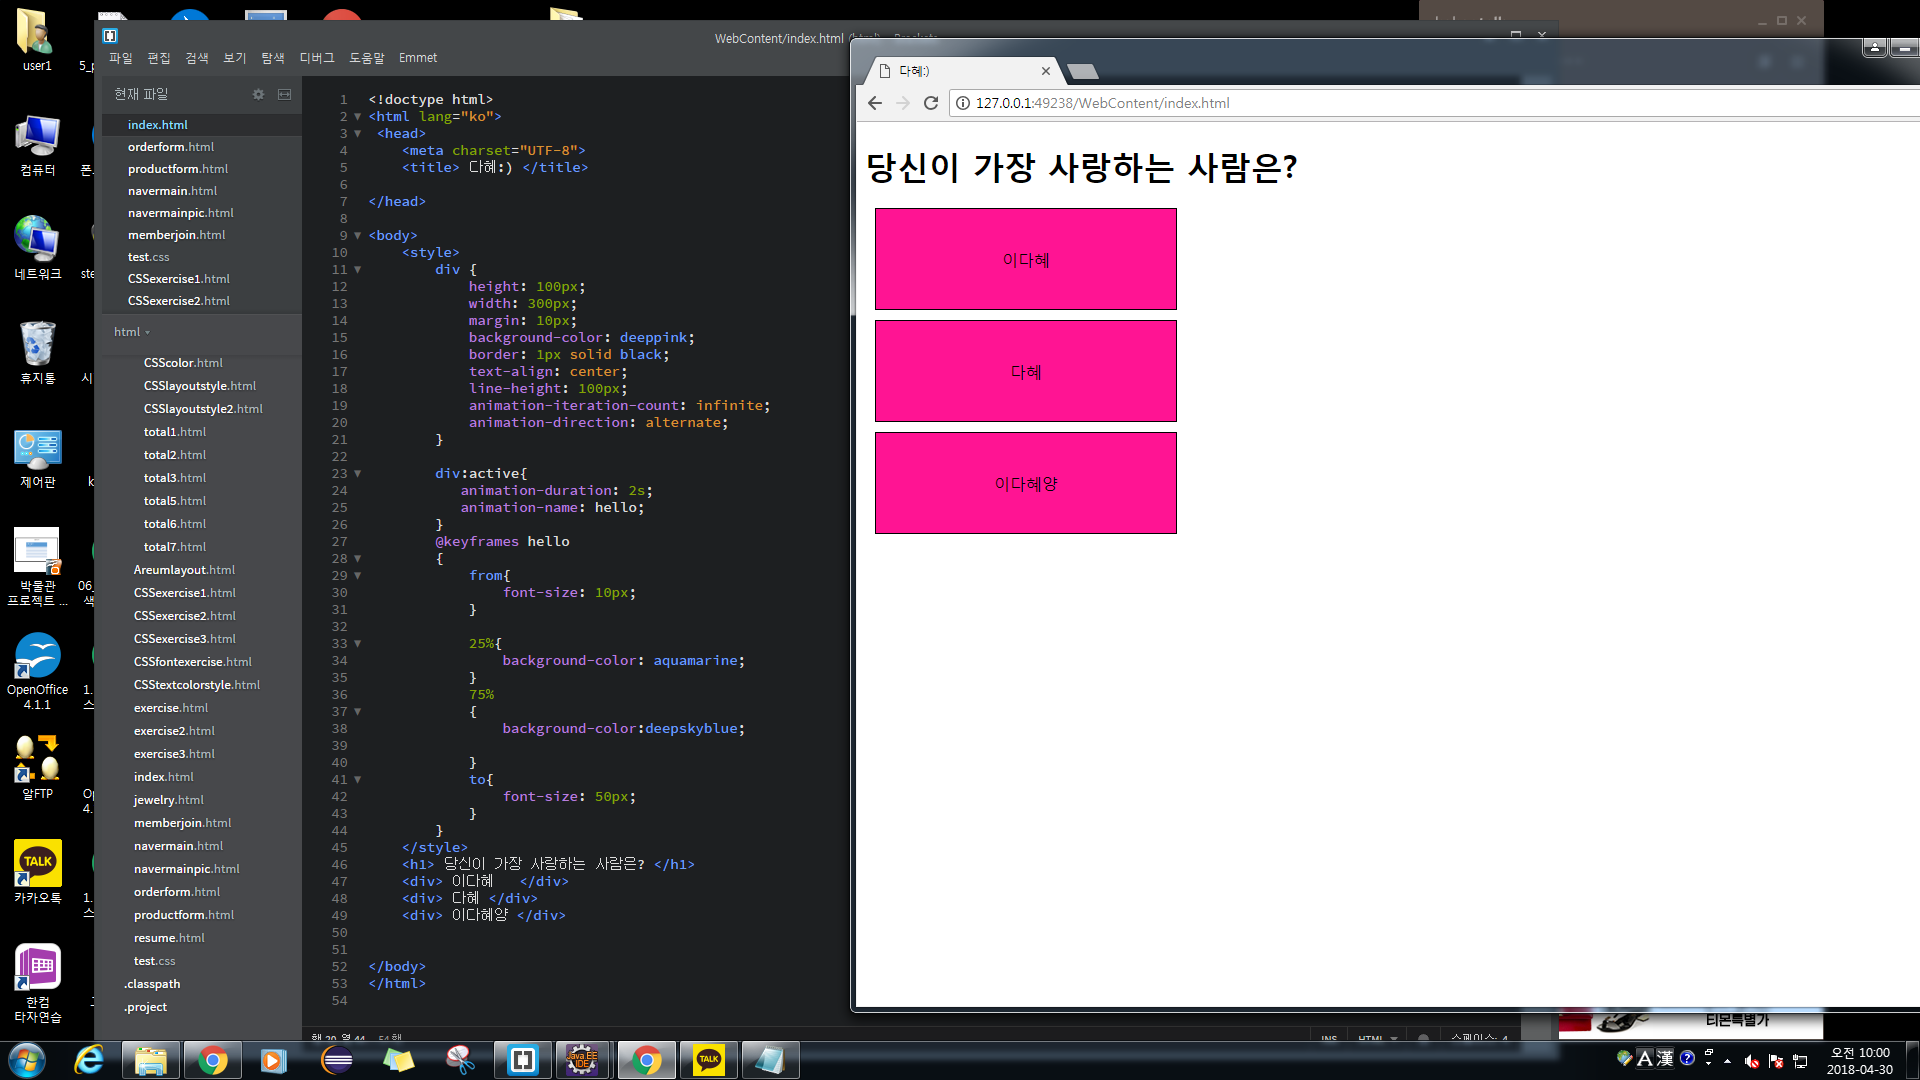 user1
컴퓨터
네트워크
휴지통
제어판
박물관
프로젝트 ...
OpenOffice
4.1.1
알FTP
TALK
카카오톡
한컴
타자연습
WebContent/index.html (html) - Brackets
파일 편집 검색 보기 탐색 디버그 도움말 Emmet
현재 파일
index.html
orderform.html
productform.html
navermain.html
navermainpic.html
memberjoin.html
test.css
CSSexercise1.html
CSSexercise2.html
html
CSScolor.html
CSSlayoutstyle.html
CSSlayoutstyle2.html
total1.html
total2.html
total3.html
total5.html
total6.html
total7.html
Areumlayout.html
CSSexercise1.html
CSSexercise2.html
CSSexercise3.html
CSSfontexercise.html
CSStextcolorstyle.html
exercise.html
exercise2.html
exercise3.html
index.html
jewelry.html
memberjoin.html
navermain.html
navermainpic.html
orderform.html
productform.html
resume.html
test.css
.classpath
.project
1 <!doctype html>
2 <html lang="ko">
3 <head>
4 <meta charset="UTF-8">
5 <title> 다혜:) </title>
6
7 </head>
8
9 <body>
10 <style>
11 div {
12 height: 100px;
13 width: 300px;
14 margin: 10px;
15 background-color: deeppink;
16 border: 1px solid black;
17 text-align: center;
18 line-height: 100px;
19 animation-iteration-count: infinite;
20 animation-direction: alternate;
21 }
22
23 div:active{
24 animation-duration: 2s;
25 animation-name: hello;
26 }
27 @keyframes hello
28 {
29 from{
30 font-size: 10px;
31 }
32
33 25%{
34 background-color: aquamarine;
35 }
36 75%
37 {
38 background-color:deepskyblue;
39
40 }
41 to{
42 font-size: 50px;
43 }
44 }
45 </style>
46 <h1> 당신이 가장 사랑하는 사람은? </h1>
47 <div> 이다혜 </div>
48 <div> 다혜 </div>
49 <div> 이다혜양 </div>
50
51
52 </body>
53 </html>
54
다혜:)
127.0.0.1:49238/WebContent/index.html
당신이 가장 사랑하는 사람은?
이다혜
다혜
이다혜양
티몬특별가
Java EE
IDE
TALK
A 漢
오전 10:00
2018-04-30